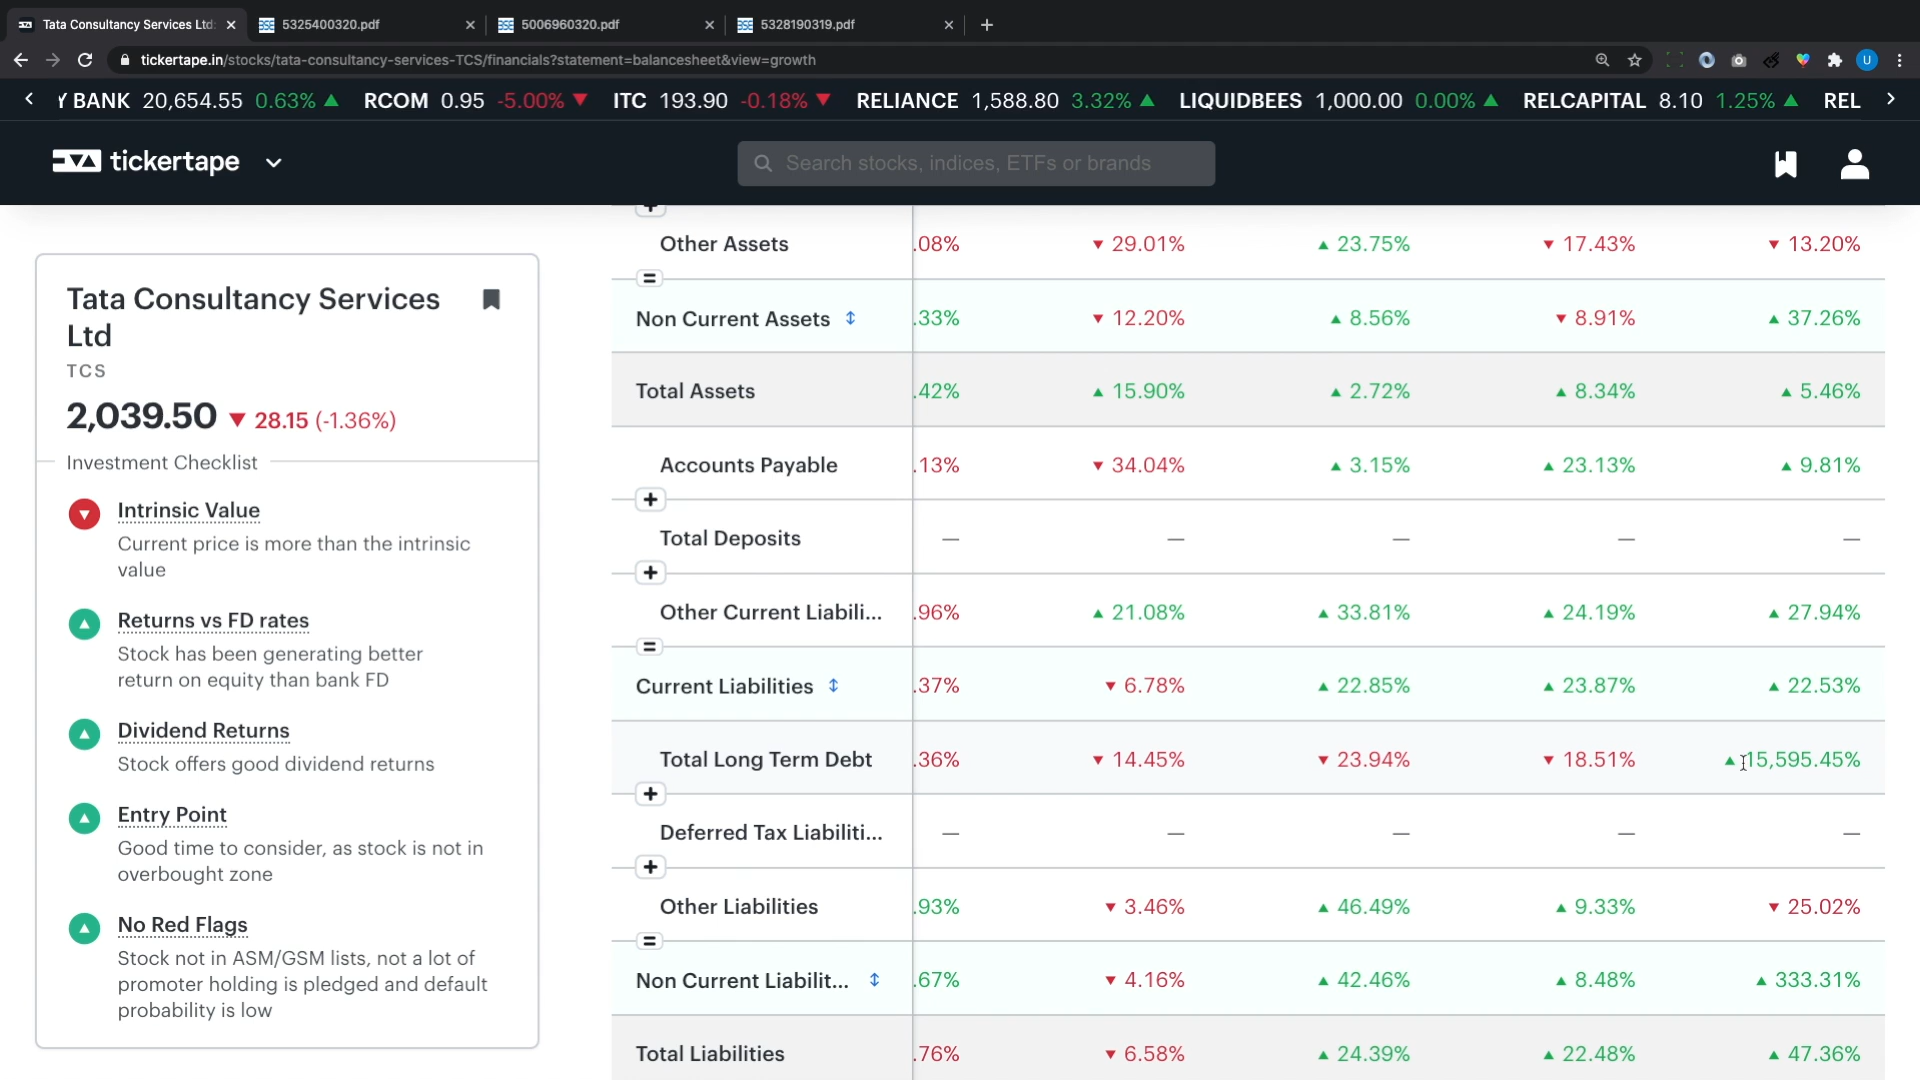 Tata Consultancy Services Ltd
5325400320.pdf
5006960320.pdf
5328190319.pdf
tickertape.in/stocks/tata-consultancy-services-TCS/financials?statement=balancesheet&view=growth
U
Y BANK 20,654.55 0.63% ▲ RCOM 0.95 -5.00% ▼ ITC 193.90 -0.18% ▼ RELIANCE 1,588.80 3.32% ▲ LIQUIDBEES 1,000.00 0.00% ▲ RELCAPITAL 8.10 1.25% ▲ REL
tickertape
Search stocks, indices, ETFs or brands
Tata Consultancy Services
Ltd
TCS
2,039.50 ▼ 28.15 (-1.36%)
Investment Checklist
Intrinsic Value
Current price is more than the intrinsic
value
Returns vs FD rates
Stock has been generating better
return on equity than bank FD
Dividend Returns
Stock offers good dividend returns
Entry Point
Good time to consider, as stock is not in
overbought zone
No Red Flags
Stock not in ASM/GSM lists, not a lot of
promoter holding is pledged and default
probability is low
Other Assets .08% ▼ 29.01% ▲ 23.75% ▼ 17.43% ▼ 13.20%
Non Current Assets .33% ▼ 12.20% ▲ 8.56% ▼ 8.91% ▲ 37.26%
Total Assets .42% ▲ 15.90% ▲ 2.72% ▲ 8.34% ▲ 5.46%
Accounts Payable .13% ▼ 34.04% ▲ 3.15% ▲ 23.13% ▲ 9.81%
Total Deposits — — — — —
Other Current Liabili... .96% ▲ 21.08% ▲ 33.81% ▲ 24.19% ▲ 27.94%
Current Liabilities .37% ▼ 6.78% ▲ 22.85% ▲ 23.87% ▲ 22.53%
Total Long Term Debt .36% ▼ 14.45% ▼ 23.94% ▼ 18.51% ▲ 15,595.45%
Deferred Tax Liabiliti... — — — — —
Other Liabilities .93% ▼ 3.46% ▲ 46.49% ▲ 9.33% ▼ 25.02%
Non Current Liabilit... .67% ▼ 4.16% ▲ 42.46% ▲ 8.48% ▲ 333.31%
Total Liabilities .76% ▼ 6.58% ▲ 24.39% ▲ 22.48% ▲ 47.36%